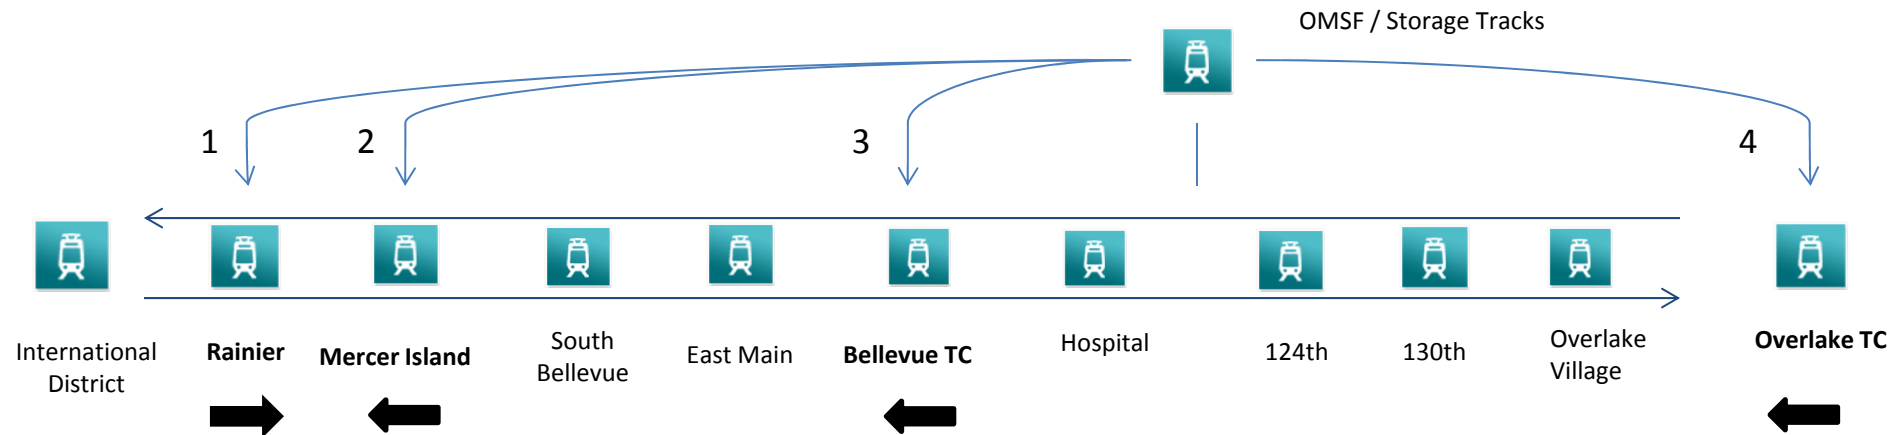 OMSF / Storage Tracks
1
2
3
4
International
District
Rainier
Mercer Island
South
Bellevue
East Main
Bellevue TC
Hospital
124th
130th
Overlake
Village
Overlake TC